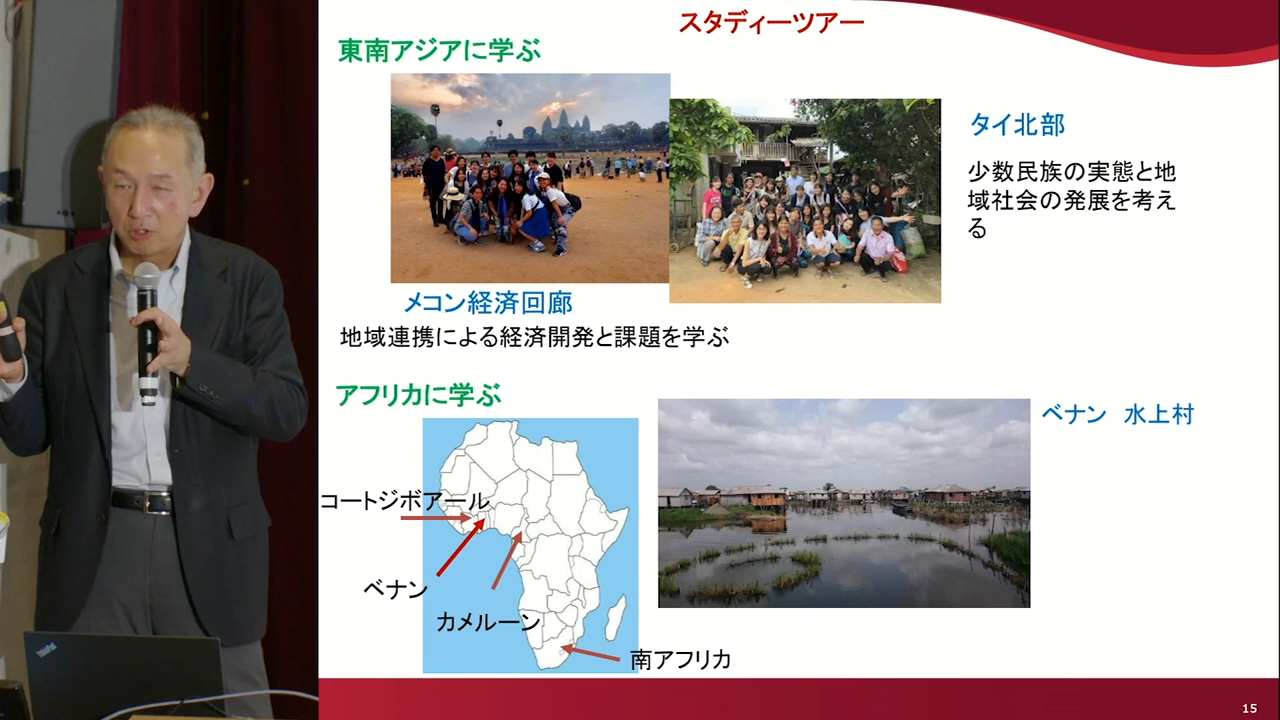 スタディーツアー
東南アジアに学ぶ
タイ北部
少数民族の実態と地
域社会の発展を考え
る
メコン経済回廊
地域連携による経済開発と課題を学ぶ
アフリカに学ぶ
ベナン 水上村
コートジボアール
ベナン
カメルーン
南アフリカ
ThinkPad
15